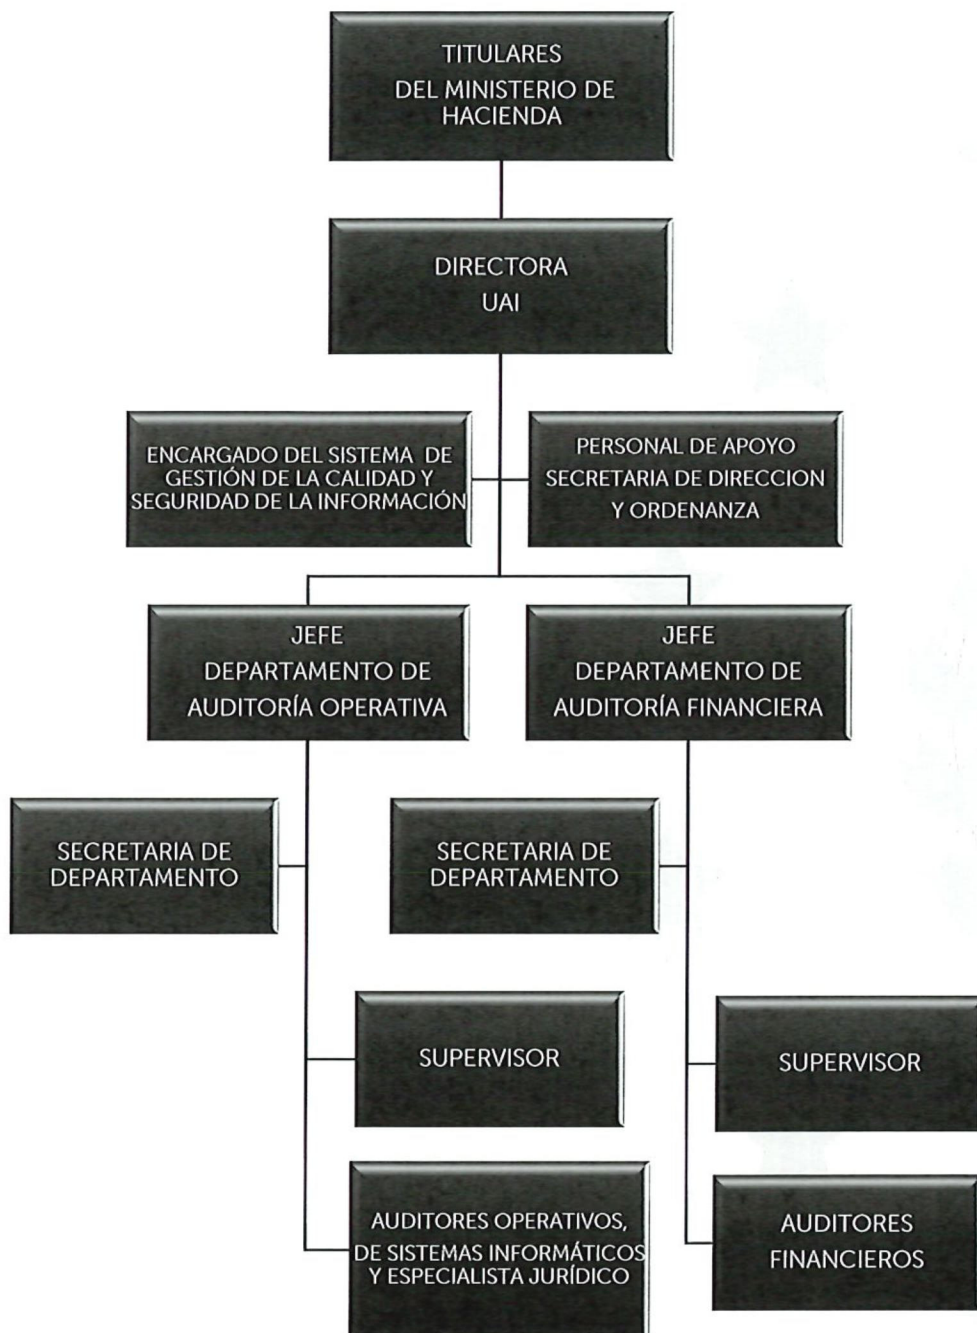 TITULARES
DEL MINISTERIO DE
HACIENDA
DIRECTORA
UAI
ENCARGADO DEL SISTEMA DE
GESTIÓN DE LA CALIDAD Y
SEGURIDAD DE LA INFORMACIÓN
PERSONAL DE APOYO
SECRETARIA DE DIRECCION
Y ORDENANZA
JEFE
DEPARTAMENTO DE
AUDITORÍA OPERATIVA
JEFE
DEPARTAMENTO DE
AUDITORÍA FINANCIERA
SECRETARIA DE
DEPARTAMENTO
SECRETARIA DE
DEPARTAMENTO
SUPERVISOR
SUPERVISOR
AUDITORES OPERATIVOS,
DE SISTEMAS INFORMÁTICOS
Y ESPECIALISTA JURÍDICO
AUDITORES
FINANCIEROS